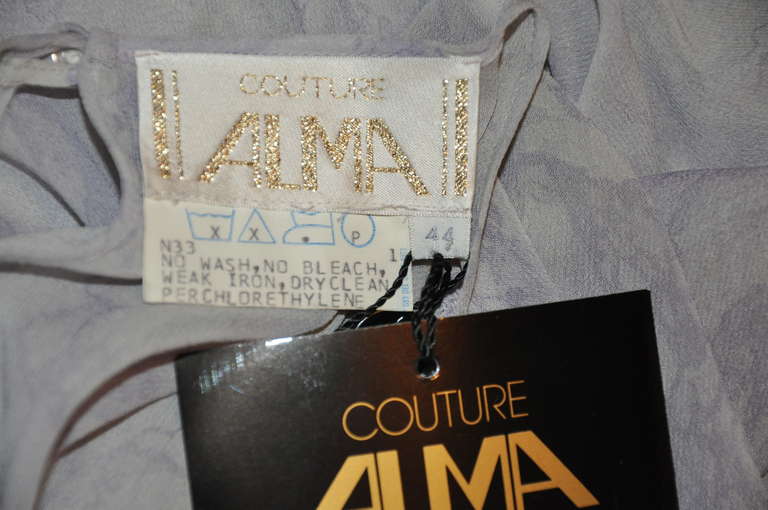 COUTURE
ALMA
44
X X P
N33
NO WASH, NO BLEACH,
WEAK IRON, DRYCLEAN
PERCHLORETHYLENE
COUTURE
ALMA